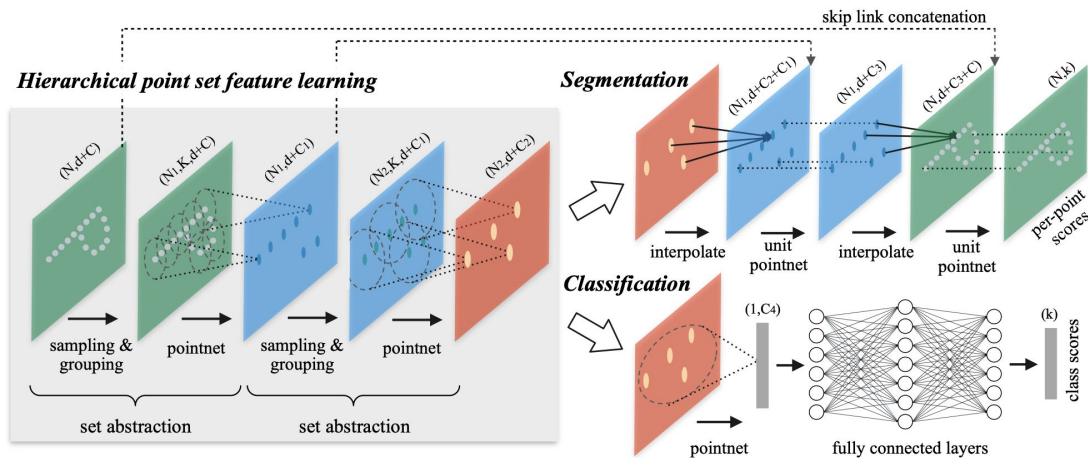 skip link concatenation
Hierarchical point set feature learning
(N,d+C)
(N1,K,d+C)
(N1,d+C1)
(N2,K,d+C1)
(N2,d+C2)
sampling &
grouping
pointnet
sampling &
grouping
pointnet
set abstraction
set abstraction
Segmentation
(N1,d+C2+C1)
(N1,d+C3)
(N,d+C3+C)
(N,k)
interpolate
unit
pointnet
interpolate
unit
pointnet
per-point
scores
Classification
(1,C4)
(k)
class scores
pointnet
fully connected layers